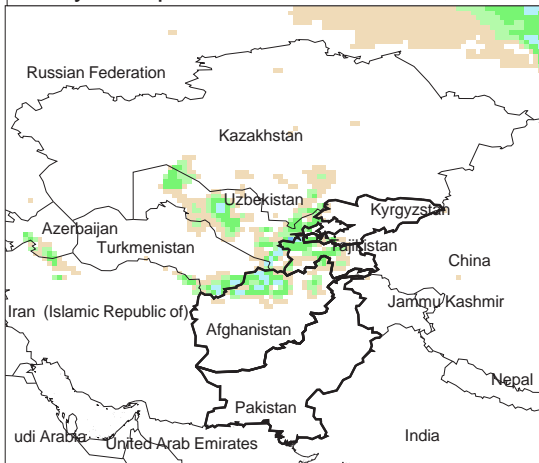 Russian Federation
Kazakhstan
Uzbekistan
Kyrgyzstan
Azerbaijan
Turkmenistan
Tajikistan
China
Iran (Islamic Republic of)
Jammu/Kashmir
Afghanistan
Nepal
Pakistan
udi Arabia
United Arab Emirates
India